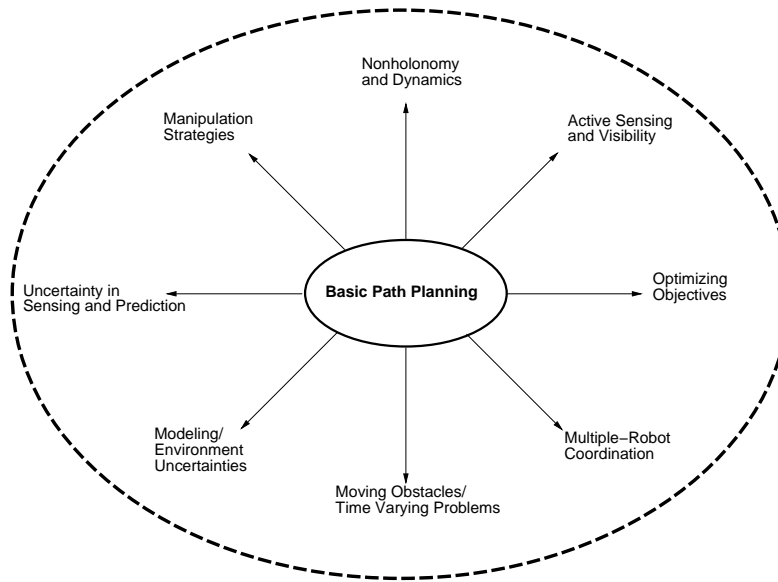 Nonholonomy
and Dynamics
Manipulation
Strategies
Active Sensing
and Visibility
Uncertainty in
Sensing and Prediction
Basic Path Planning
Optimizing
Objectives
Modeling/
Environment
Uncertainties
Multiple−Robot
Coordination
Moving Obstacles/
Time Varying Problems